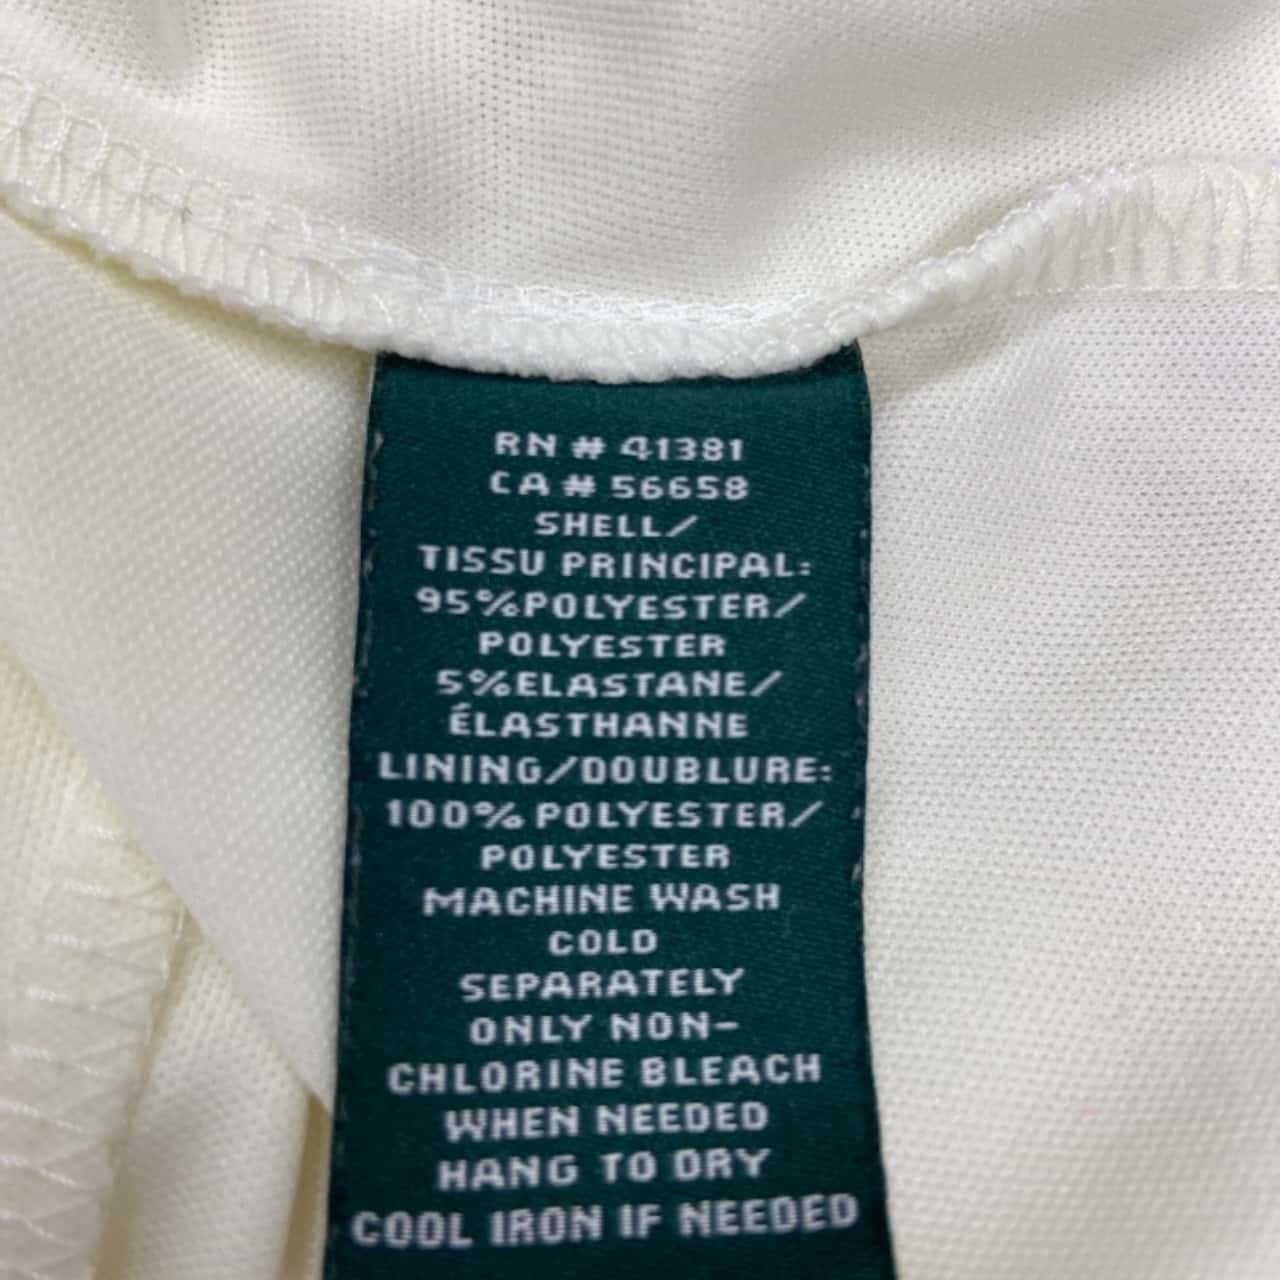 RN # 41381
CA # 56658
SHELL/
TISSU PRINCIPAL:
95%POLYESTER/
POLYESTER
5%ELASTANE/
ÉLASTHANNE
LINING/DOUBLURE:
100% POLYESTER/
POLYESTER
MACHINE WASH
COLD
SEPARATELY
ONLY NON-
CHLORINE BLEACH
WHEN NEEDED
HANG TO DRY
COOL IRON IF NEEDED